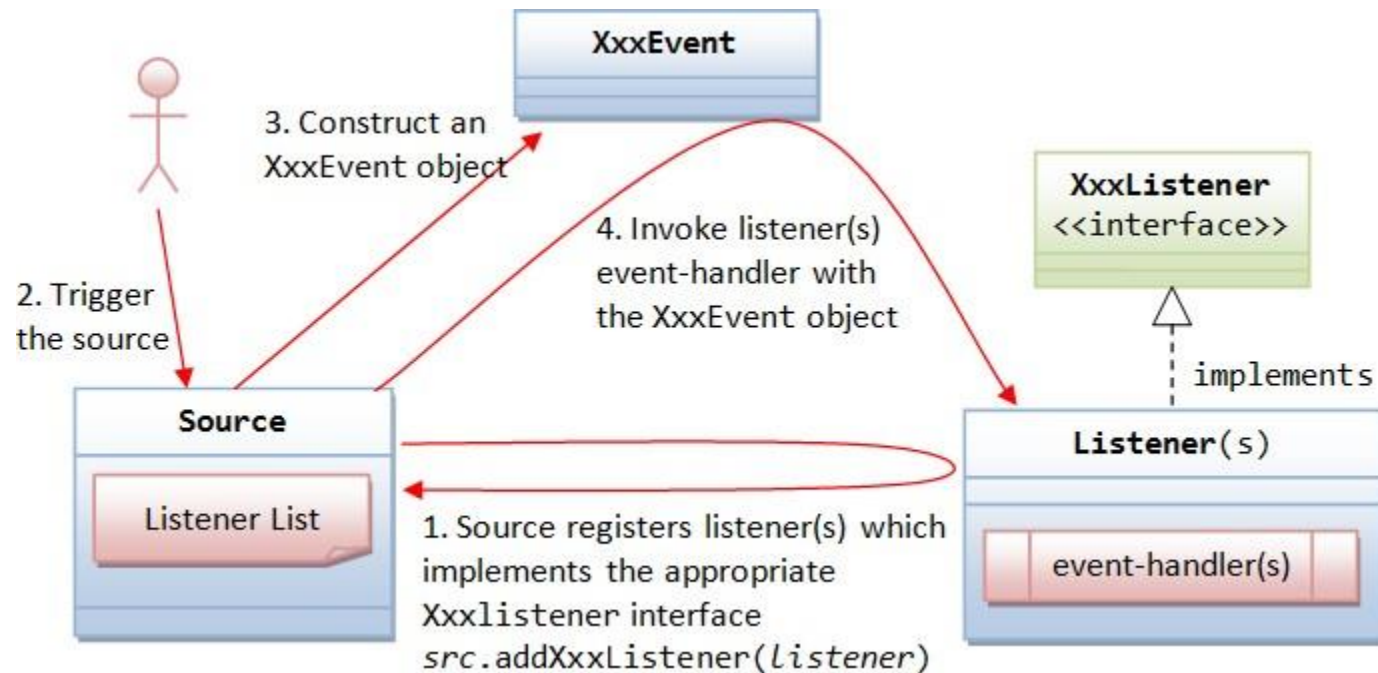 XxxEvent
3. Construct an
XxxEvent object
XxxListener
<<interface>>
4. Invoke listener(s)
event-handler with
the XxxEvent object
2. Trigger
the source
implements
Source
Listener List
Listener(s)
event-handler(s)
1. Source registers listener(s) which
implements the appropriate
Xxxlistener interface
src.addXxxListener(listener)